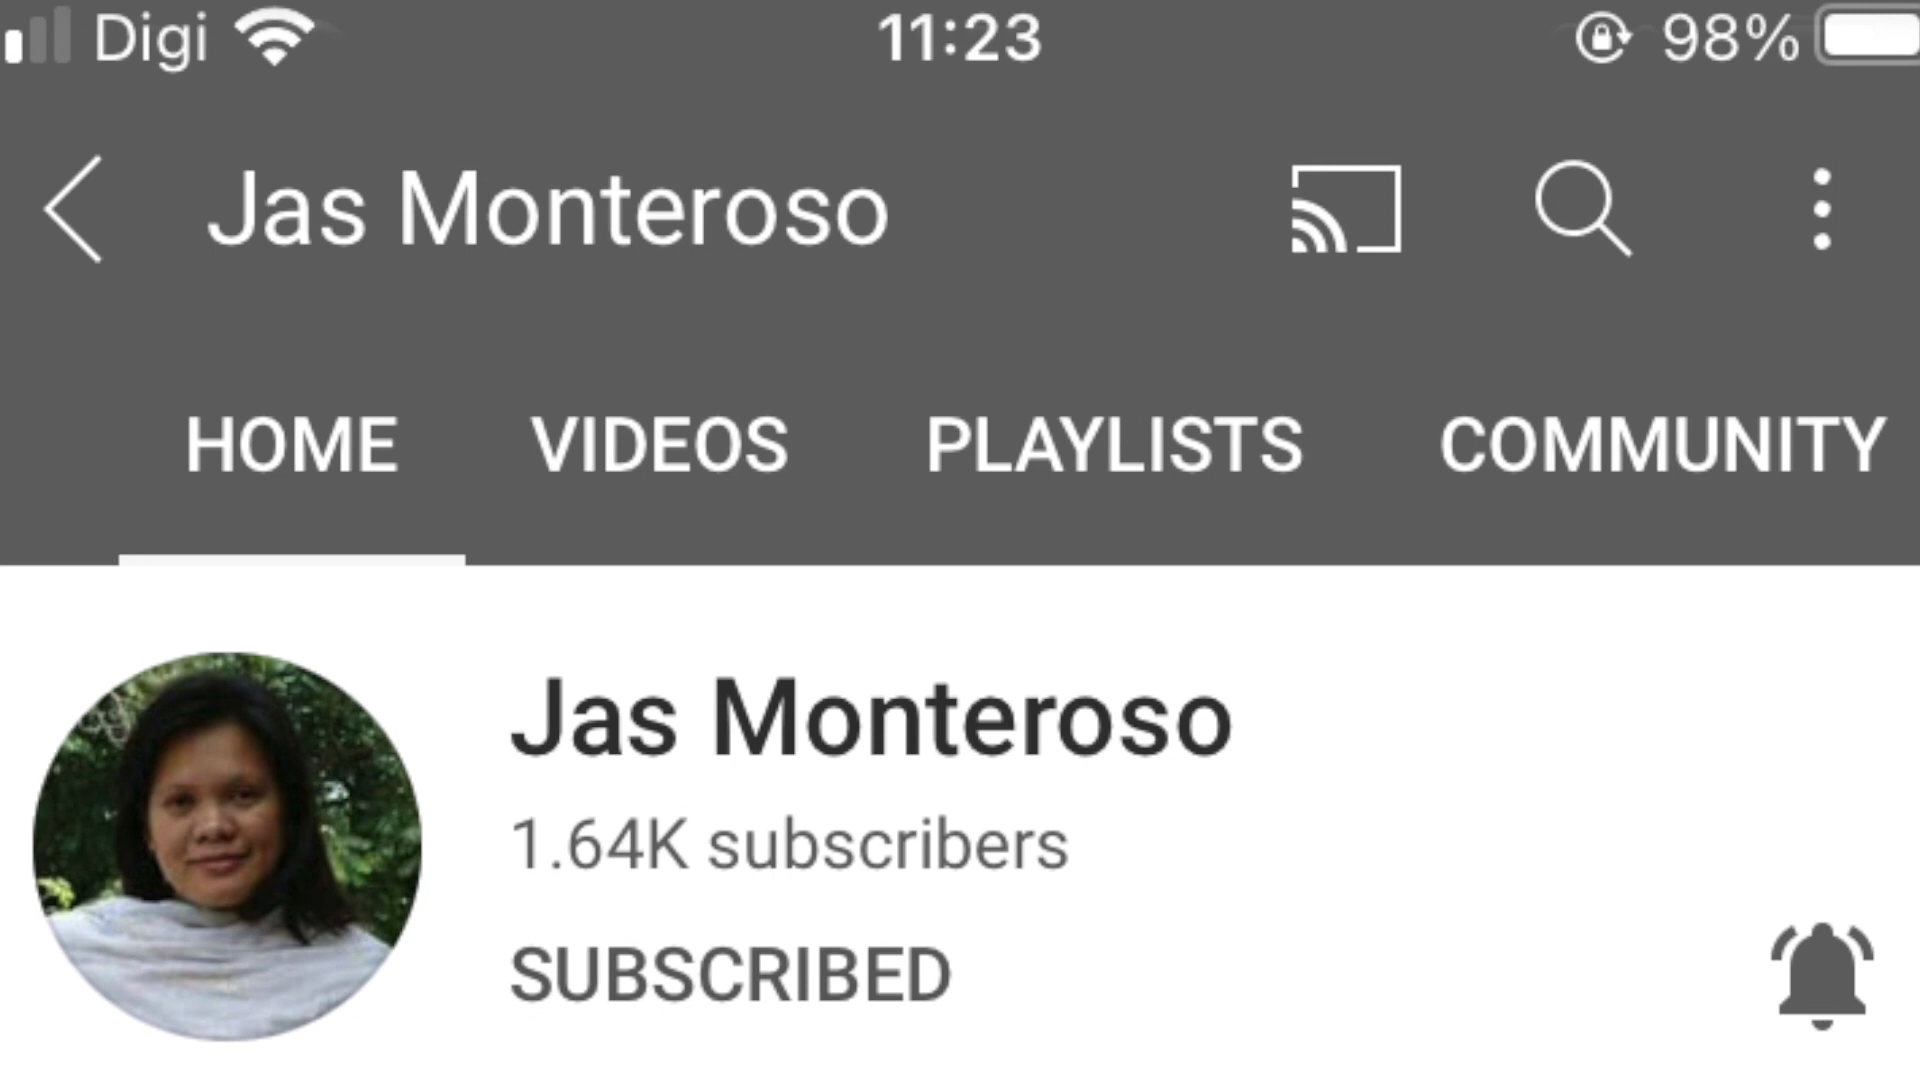 Digi 11:23 98%
Jas Monteroso
HOME VIDEOS PLAYLISTS COMMUNITY
Jas Monteroso
1.64K subscribers
SUBSCRIBED